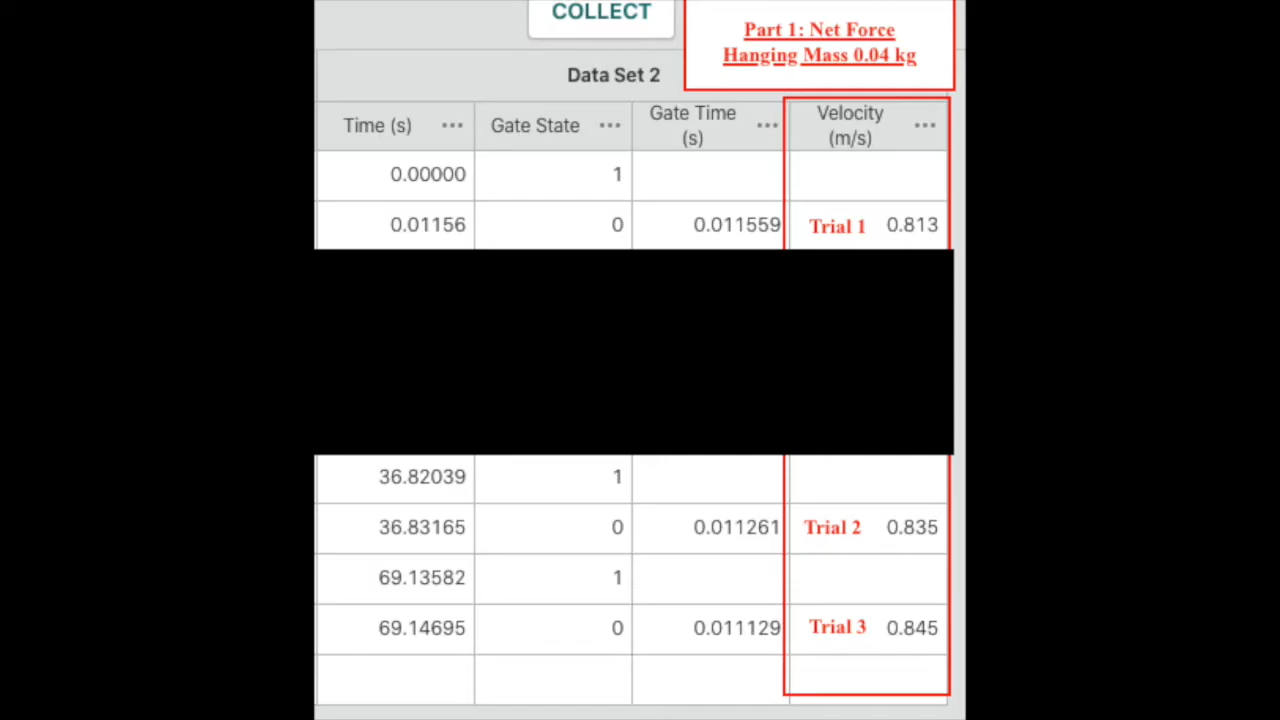 COLLECT
Part 1: Net Force
Hanging Mass 0.04 kg
Data Set 2
Time (s) ••• Gate State ••• Gate Time (s) ••• Velocity (m/s) •••
0.00000 1
0.01156 0 0.011559 Trial 1 0.813
36.82039 1
36.83165 0 0.011261 Trial 2 0.835
69.13582 1
69.14695 0 0.011129 Trial 3 0.845